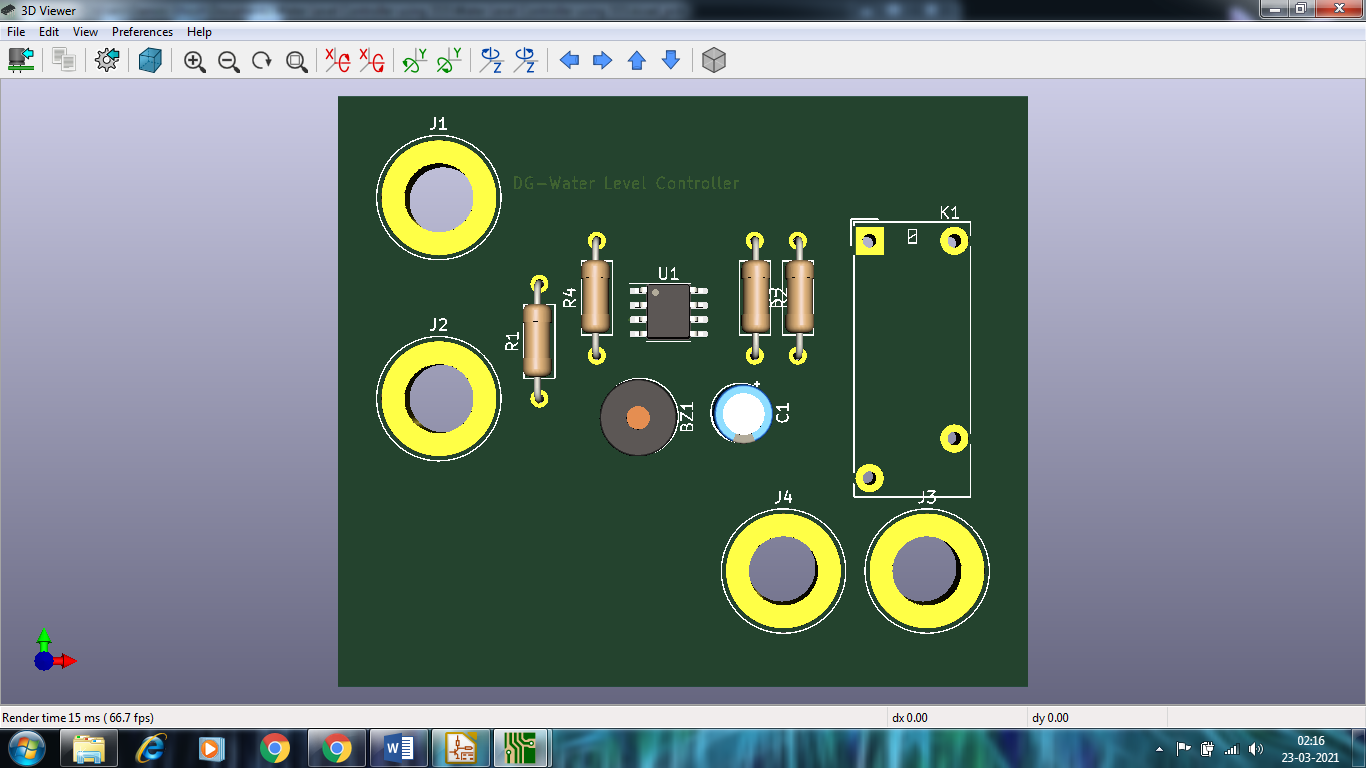 3D Viewer
File Edit View Preferences Help
J1
DG-Water Level Controller
K1
U1
R4
R2
J2
R1
BZ1
C1
J4
J3
Render time 15 ms ( 66.7 fps)
dx 0.00
dy 0.00
02:16
23-03-2021